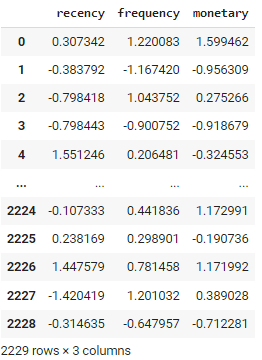 recency frequency monetary
0 0.307342 1.220083 1.599462
1 -0.383792 -1.167420 -0.956309
2 -0.798418 1.043752 0.275266
3 -0.798443 -0.900752 -0.918679
4 1.551246 0.206481 -0.324553
... ... ... ...
2224 -0.107333 0.441836 1.172991
2225 0.238169 0.298901 -0.190736
2226 1.447579 0.781458 1.171992
2227 -1.420419 1.201032 0.389028
2228 -0.314635 -0.647957 -0.712281
2229 rows × 3 columns